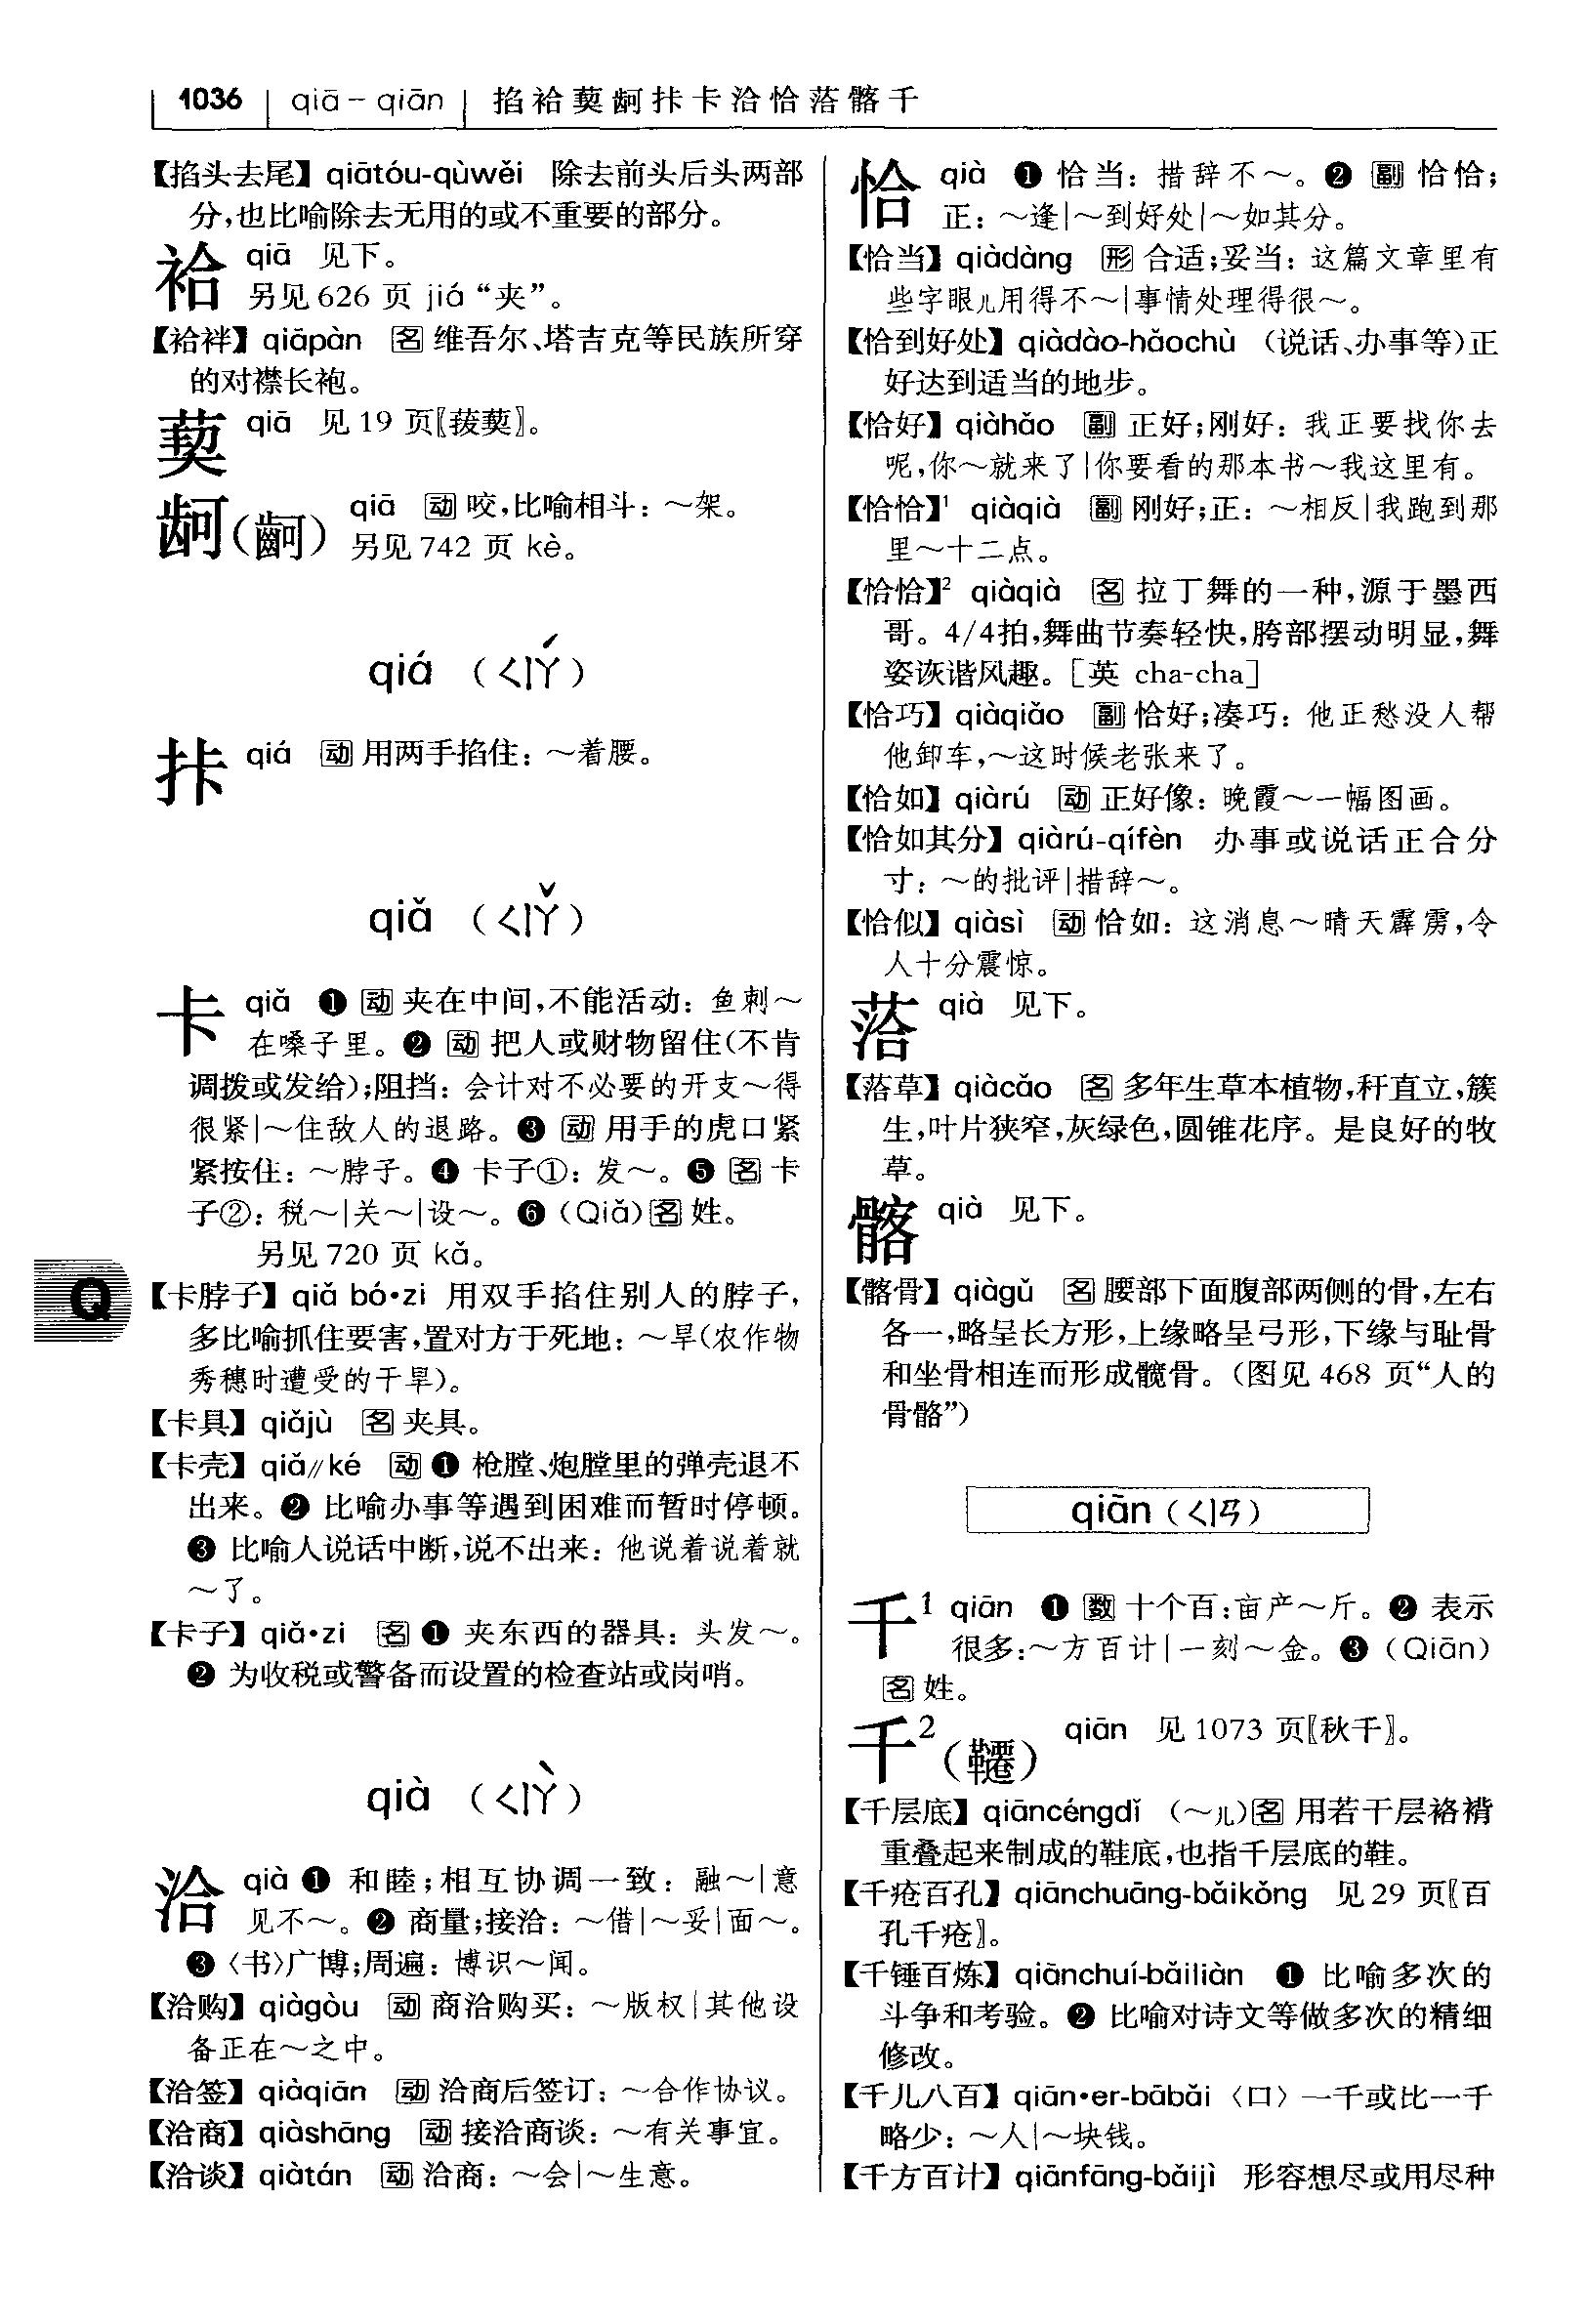 1036 qiā－qiān 掐袷葜龂拤卡洽恰萿髂千
【掐头去尾】qiātóu-qùwěi 除去前头后头两部
分,也比喻除去无用的或不重要的部分。
袷 qiā 见下。
另见626 页 jiá “夹”。
【袷袢】qiāpàn 名 维吾尔、塔吉克等民族所穿
的对襟长袍。
葜 qiā 见 19 页〖菝葜〗。
qiā 动 咬,比喻相斗：～架。
另见742 页 kè。
qiá （ㄑㄧㄚˊ）
拤 qiá 动 用两手掐住：～着腰。
qiǎ （ㄑㄧㄚˇ）
卡 qiǎ ❶ 动 夹在中间,不能活动：鱼刺～
在嗓子里。❷ 动 把人或财物留住(不肯
调拨或发给);阻挡：会计对不必要的开支～得
很紧|～住敌人的退路。❸ 动 用手的虎口紧
紧按住：～脖子。❹ 卡子①：发～。❺ 名 卡
子②：税～|关～|设～。❻（Qiǎ）名 姓。
另见720 页 kǎ。
Q
【卡脖子】qiǎ bó•zi 用双手掐住别人的脖子,
多比喻抓住要害,置对方于死地：～旱(农作物
秀穗时遭受的干旱)。
【卡具】qiǎjù 名 夹具。
【卡壳】qiǎ∥ké 动 ❶ 枪膛、炮膛里的弹壳退不
出来。❷ 比喻办事等遇到困难而暂时停顿。
❸ 比喻人说话中断,说不出来：他说着说着就
～了。
【卡子】qiǎ•zi 名 ❶ 夹东西的器具：头发～。
❷ 为收税或警备而设置的检查站或岗哨。
qià （ㄑㄧㄚˋ）
洽 qià ❶ 和睦;相互协调一致：融～|意
见不～。❷ 商量;接洽：～借|～妥|面～。
❸〈书〉广博;周遍：博识～闻。
【洽购】qiàgòu 动 商洽购买：～版权|其他设
备正在～之中。
【洽签】qiàqiān 动 洽商后签订：～合作协议。
【洽商】qiàshāng 动 接洽商谈：～有关事宜。
【洽谈】qiàtán 动 洽商：～会|～生意。
恰 qià ❶ 恰当：措辞不～。❷ 副 恰恰;
正：～逢|～到好处|～如其分。
【恰当】qiàdàng 形 合适;妥当：这篇文章里有
些字眼儿用得不～|事情处理得很～。
【恰到好处】qiàdào-hǎochù （说话、办事等)正
好达到适当的地步。
【恰好】qiàhǎo 副 正好;刚好：我正要找你去
呢,你～就来了|你要看的那本书～我这里有。
【恰恰】¹ qiàqià 副 刚好;正：～相反|我跑到那
里～十二点。
【恰恰】² qiàqià 名 拉丁舞的一种,源于墨西
哥。4/4拍,舞曲节奏轻快,胯部摆动明显,舞
姿诙谐风趣。[英 cha-cha]
【恰巧】qiàqiǎo 副 恰好;凑巧：他正愁没人帮
他卸车,～这时候老张来了。
【恰如】qiàrú 动 正好像：晚霞～一幅图画。
【恰如其分】qiàrú-qífèn 办事或说话正合分
寸：～的批评|措辞～。
【恰似】qiàsì 动 恰如：这消息～晴天霹雳,令
人十分震惊。
萿 qià 见下。
【萿草】qiàcǎo 名 多年生草本植物,秆直立,簇
生,叶片狭窄,灰绿色,圆锥花序。是良好的牧
草。
髂 qià 见下。
【髂骨】qiàgǔ 名 腰部下面腹部两侧的骨,左右
各一,略呈长方形,上缘略呈弓形,下缘与耻骨
和坐骨相连而形成髋骨。(图见 468 页“人的
骨骼”)
qiān（ㄑㄧㄢ）
千¹ qiān ❶ 数 十个百:亩产～斤。❷ 表示
很多:～方百计|一刻～金。❸（Qiān）
名 姓。
千²（韆） qiān 见 1073 页〖秋千〗。
【千层底】qiāncéngdǐ （～儿)名 用若干层袼褙
重叠起来制成的鞋底,也指千层底的鞋。
【千疮百孔】qiānchuāng-bǎikǒng 见29 页〖百
孔千疮〗。
【千锤百炼】qiānchuí-bǎiliàn ❶ 比喻多次的
斗争和考验。❷ 比喻对诗文等做多次的精细
修改。
【千儿八百】qiān•er-bābǎi〈口〉一千或比一千
略少：～人|～块钱。
【千方百计】qiānfāng-bǎijì 形容想尽或用尽种